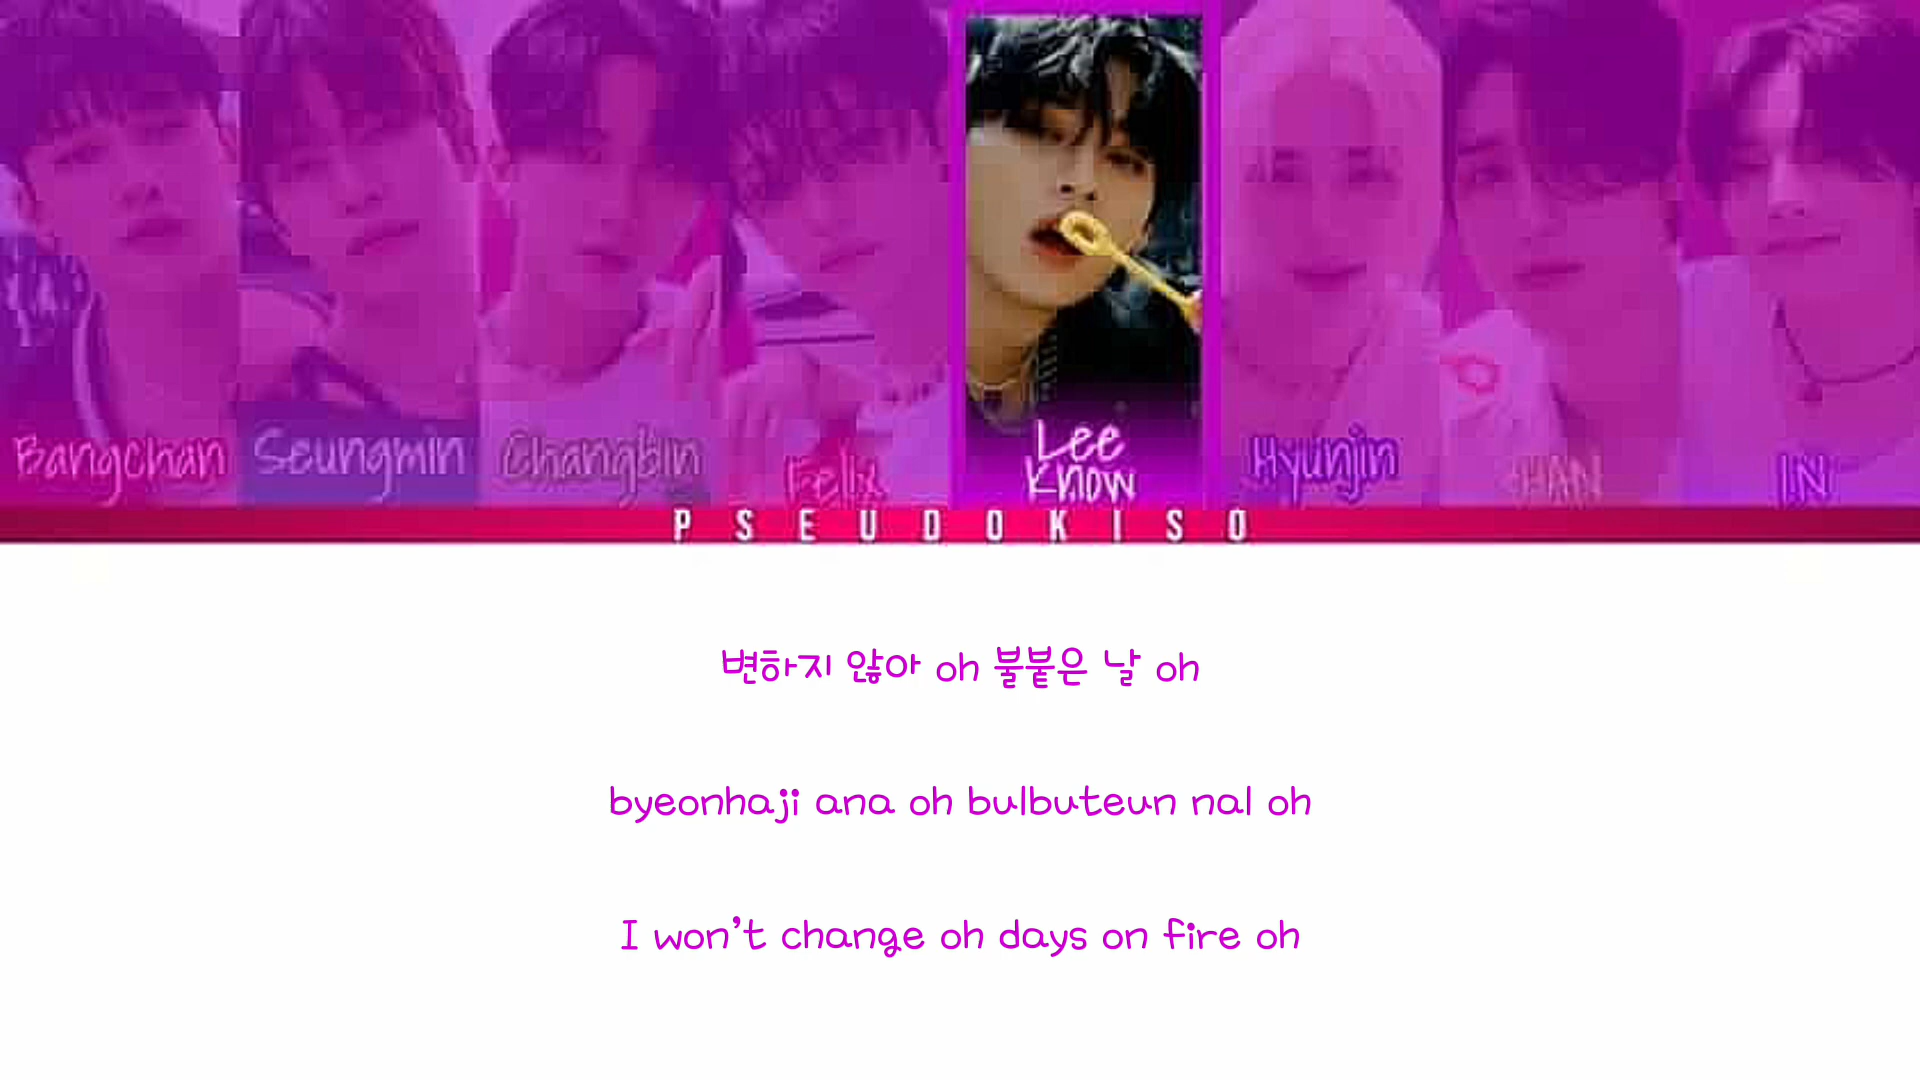 Bangchan Seungmin Changbin Felix Lee Know Hyunjin HAN I.N
PSEUDOKISO
변하지 않아 oh 불붙은 날 oh
byeonhaji ana oh bulbuteun nal oh
I won't change oh days on fire oh